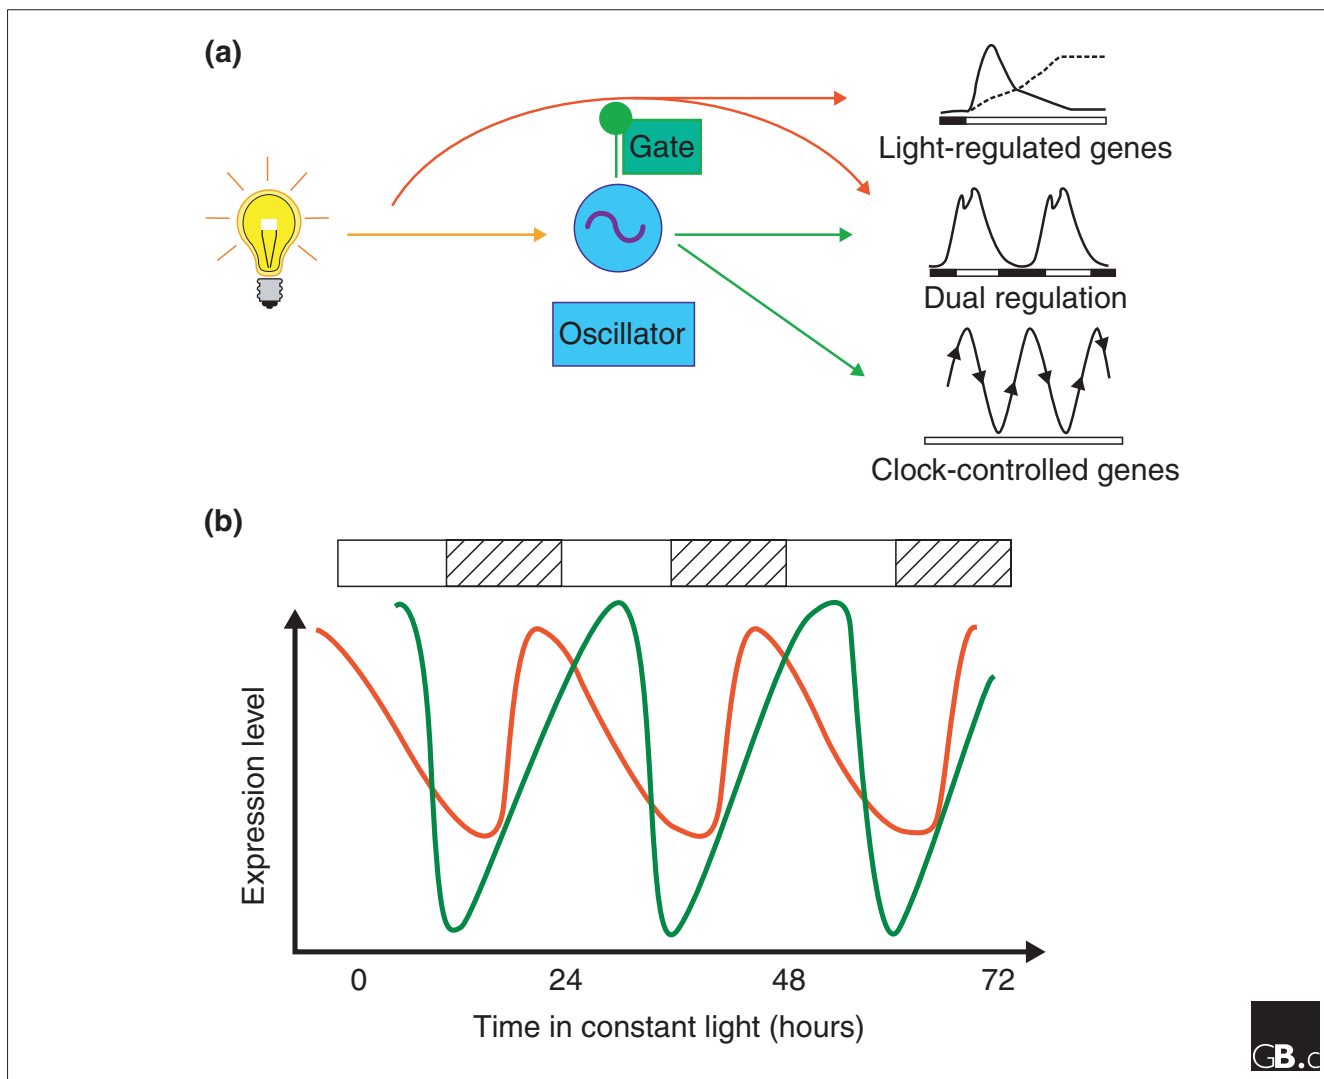 (a)
Gate
Light-regulated genes
Dual regulation
Oscillator
Clock-controlled genes
(b)
Expression level
0 24 48 72
Time in constant light (hours)
GB.c